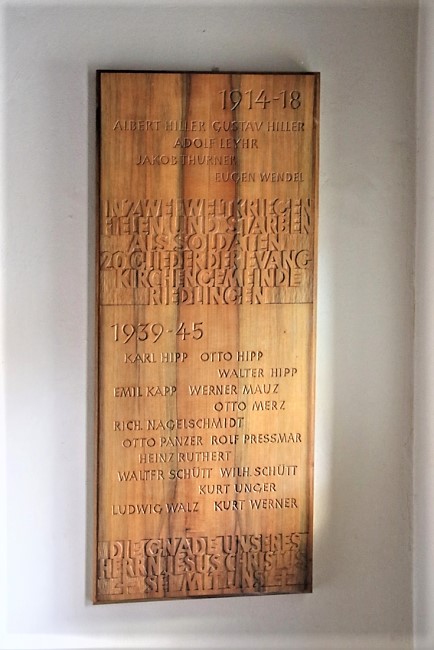 1914-18
ALBERT HILLER GUSTAV HILLER
ADOLF LEYHR
JAKOB THURNER
EUGEN WENDEL
IN ZWEI WELTKRIEGEN
FIELEN UND STARBEN
ALS SOLDATEN
20 GLIEDER DER EVANG
KIRCHENGEMEINDE
RIEDLINGEN
1939-45
KARL HIPP OTTO HIPP
WALTER HIPP
EMIL KAPP WERNER MAUZ
OTTO MERZ
RICH. NAGELSCHMIDT
OTTO PANZER ROLF PRESSMAR
HEINZ RUTHERT
WALTER SCHÜTT WILH. SCHÜTT
KURT UNGER
LUDWIG WALZ KURT WERNER
DIE GNADE UNSERES
HERRN JESUS CHRISTI
SEI MIT UNS